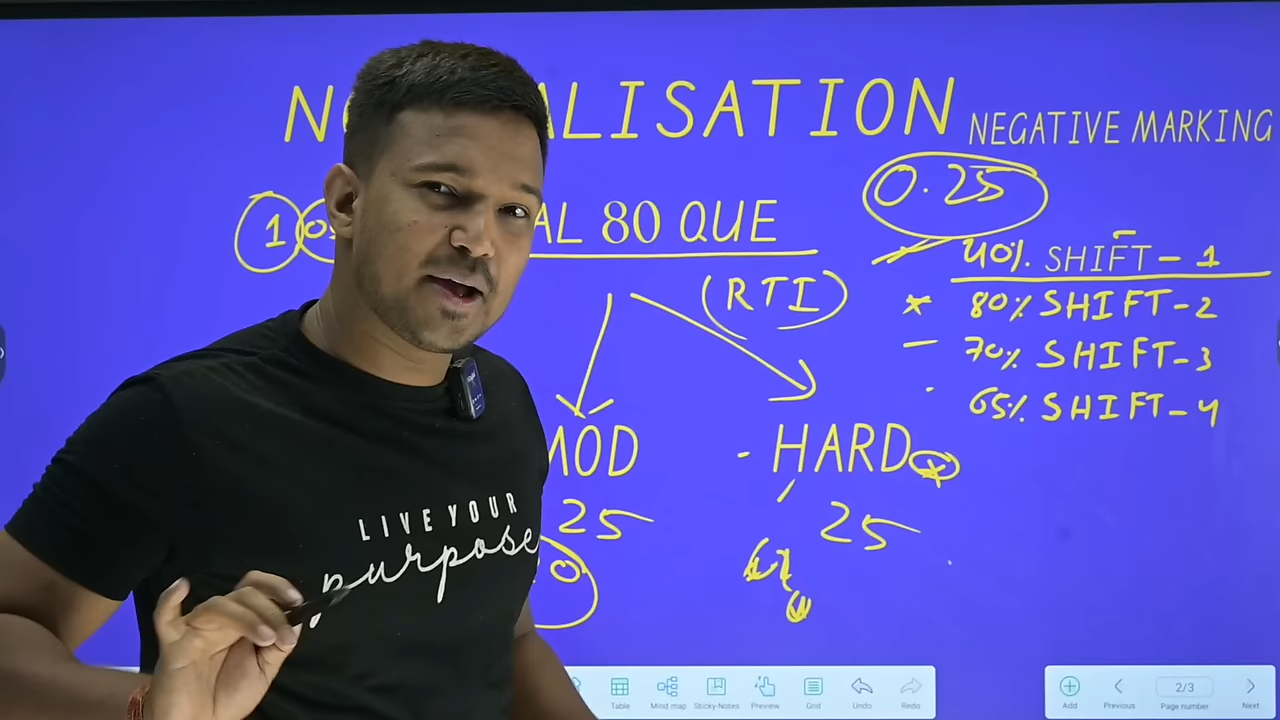 NORMALISATION
NEGATIVE MARKING
0.25
1
AL 80 QUE
(RTI)
40% SHIFT-1
80% SHIFT-2
70% SHIFT-3
65% SHIFT-4
MOD
- HARD
25
25
LIVE YOUR
purpose
Table
Mind map
Sticky-Notes
Preview
Grid
Undo
Redo
Add
Previous
2/3
Page number
Next